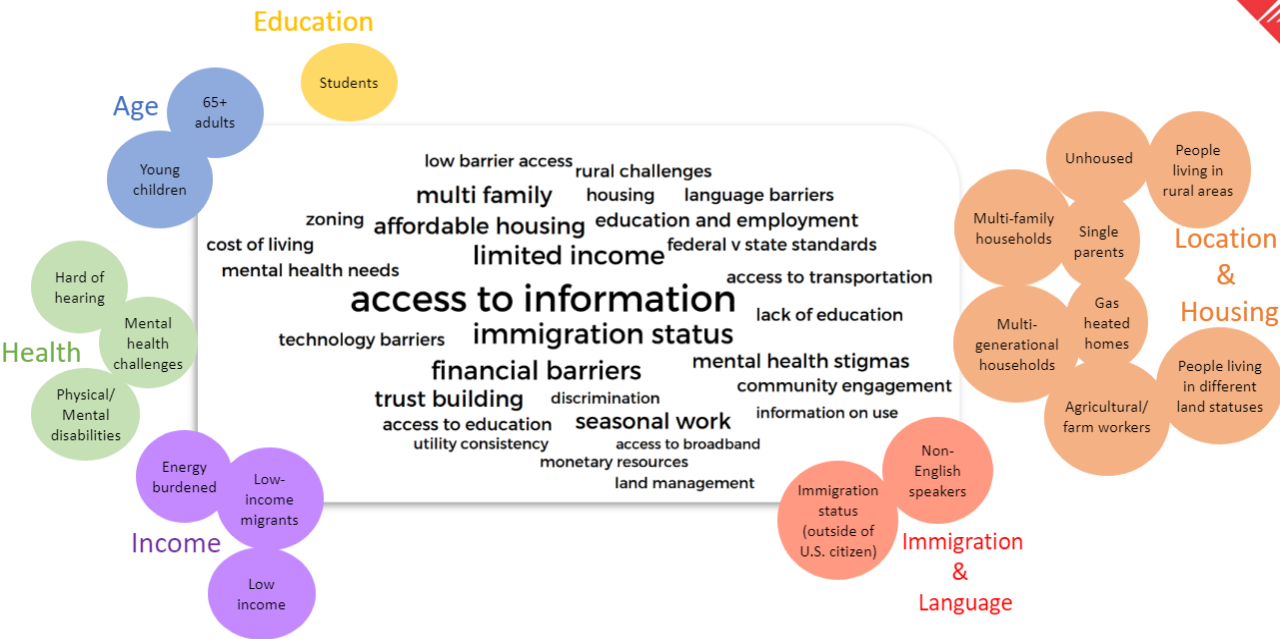 Education
Students
Age
65+
adults
Young
children
low barrier access
rural challenges
multi family
housing
language barriers
zoning
affordable housing
education and employment
cost of living
limited income
federal v state standards
mental health needs
access to transportation
access to information
lack of education
technology barriers
immigration status
financial barriers
mental health stigmas
community engagement
trust building
discrimination
information on use
access to education
seasonal work
utility consistency
access to broadband
monetary resources
land management
Health
Hard of
hearing
Mental
health
challenges
Physical/
Mental
disabilities
Income
Energy
burdened
Low-
income
migrants
Low
income
Unhoused
People
living in
rural areas
Multi-family
households
Single
parents
Location
&
Housing
Multi-
generational
households
Gas
heated
homes
People living
in different
land statuses
Agricultural/
farm workers
Non-
English
speakers
Immigration
status
(outside of
U.S. citizen)
Immigration
&
Language